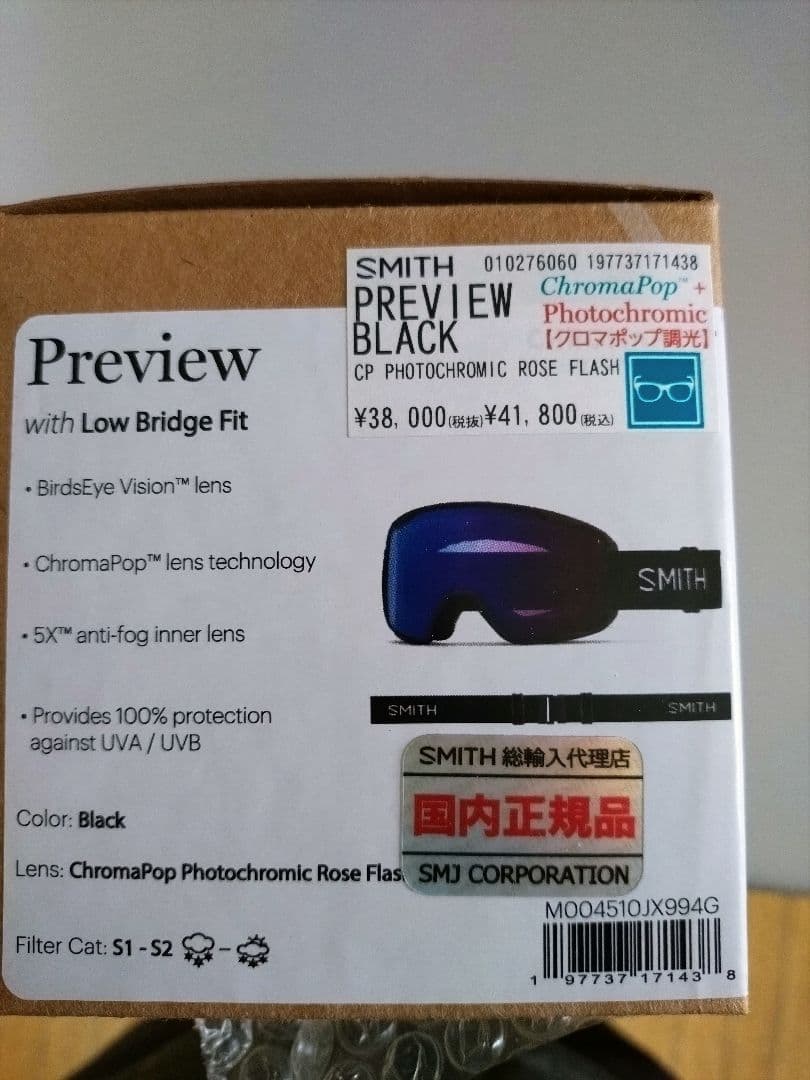 SMITH 010276060 197737171438
PREVIEW
BLACK
ChromaPop™ +
Photochromic
【クロマポップ調光】
CP PHOTOCHROMIC ROSE FLASH
¥38,000(税抜)¥41,800(税込)
Preview
with Low Bridge Fit
• BirdsEye Vision™ lens
• ChromaPop™ lens technology
• 5X™ anti-fog inner lens
• Provides 100% protection
against UVA / UVB
SMITH
SMITH
SMITH
SMITH 総輸入代理店
国内正規品
SMJ CORPORATION
Color: Black
Lens: ChromaPop Photochromic Rose Flas
Filter Cat: S1 - S2
M004510JX994G
1 97737 17143 8